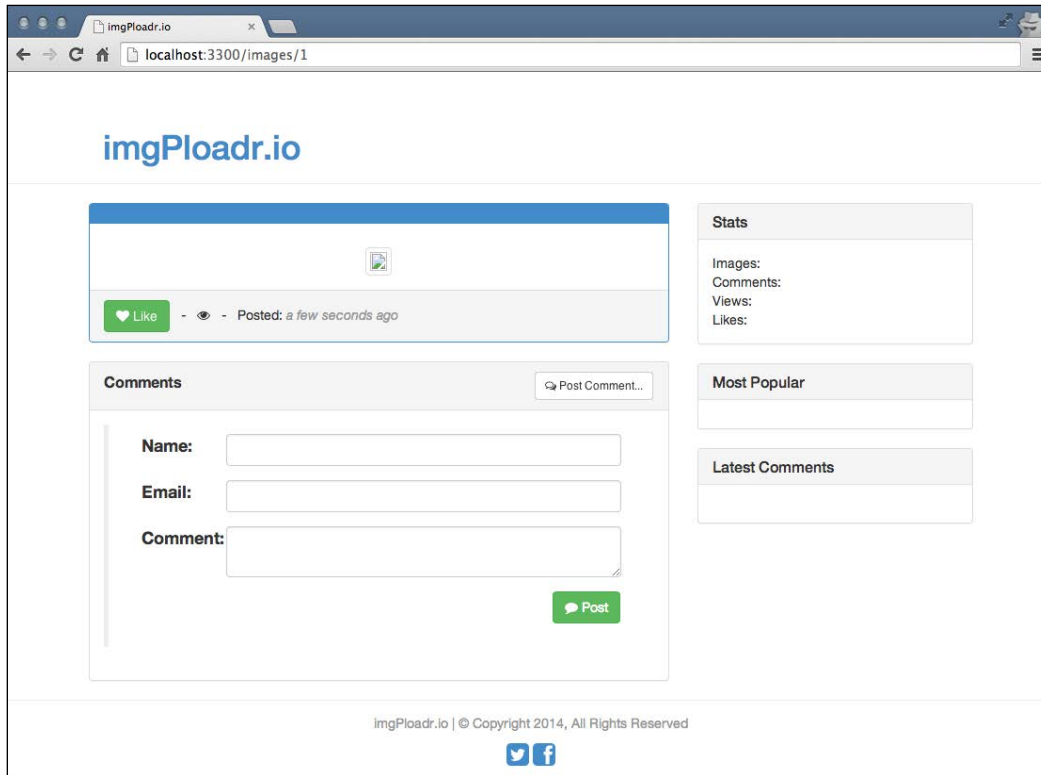 imgPloadr.io
localhost:3300/images/1
imgPloadr.io
Like - - Posted: a few seconds ago
Comments
Post Comment...
Name:
Email:
Comment:
Post
Stats
Images:
Comments:
Views:
Likes:
Most Popular
Latest Comments
imgPloadr.io | © Copyright 2014, All Rights Reserved